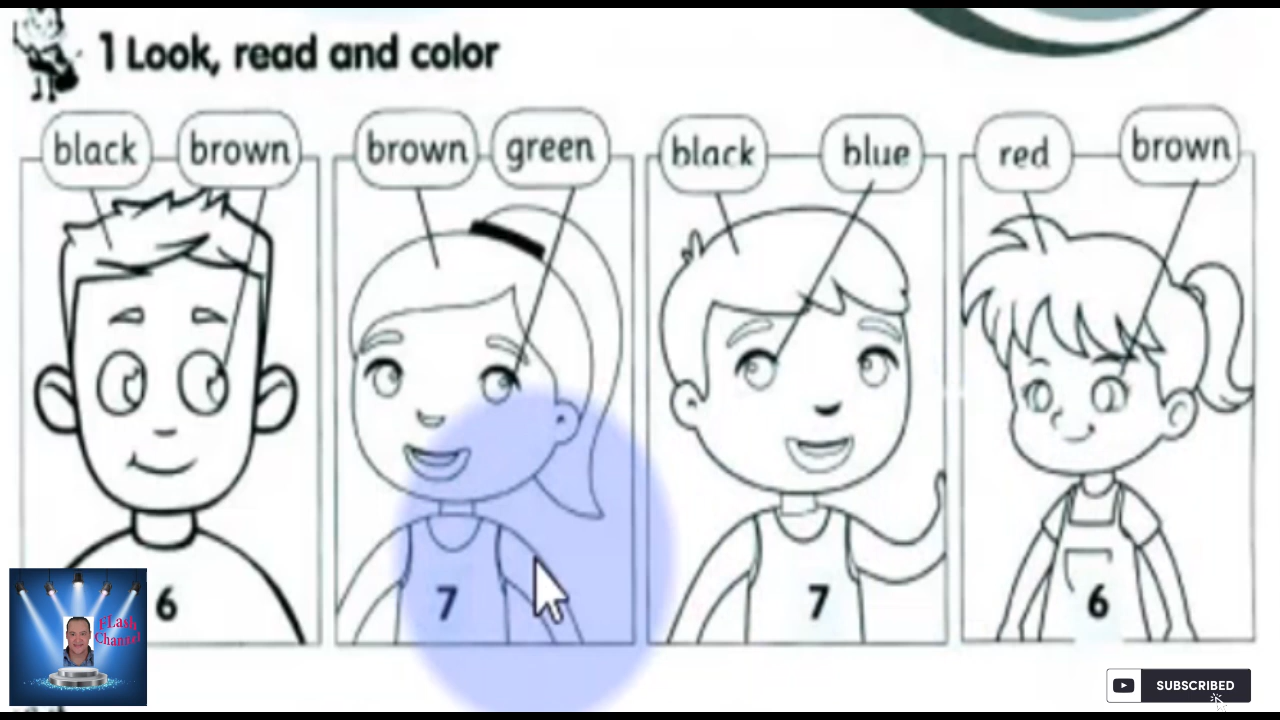 1 Look, read and color
black brown brown green black blue red brown
6 7 7 6
FLash
Channel
SUBSCRIBED